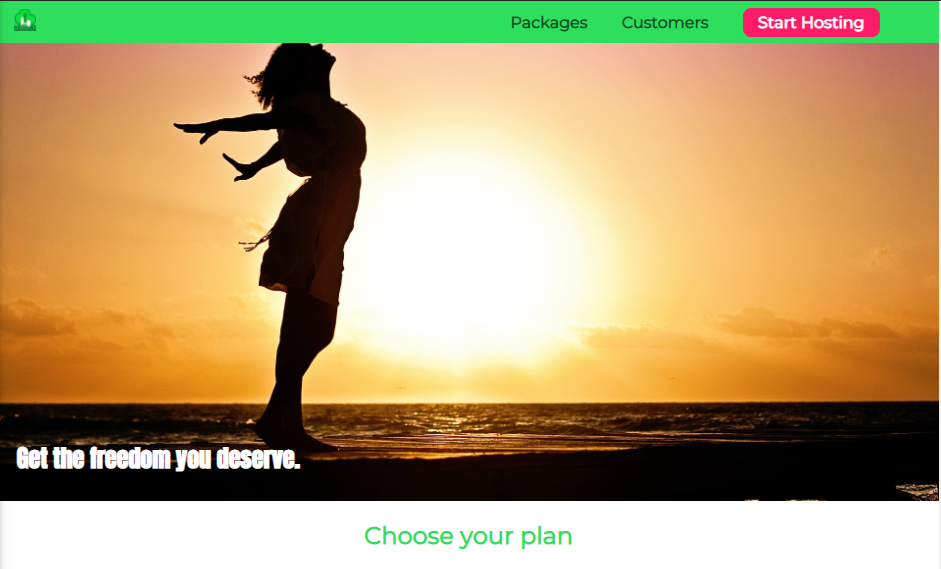 Packages
Customers
Start Hosting
Get the freedom you deserve.
Choose your plan